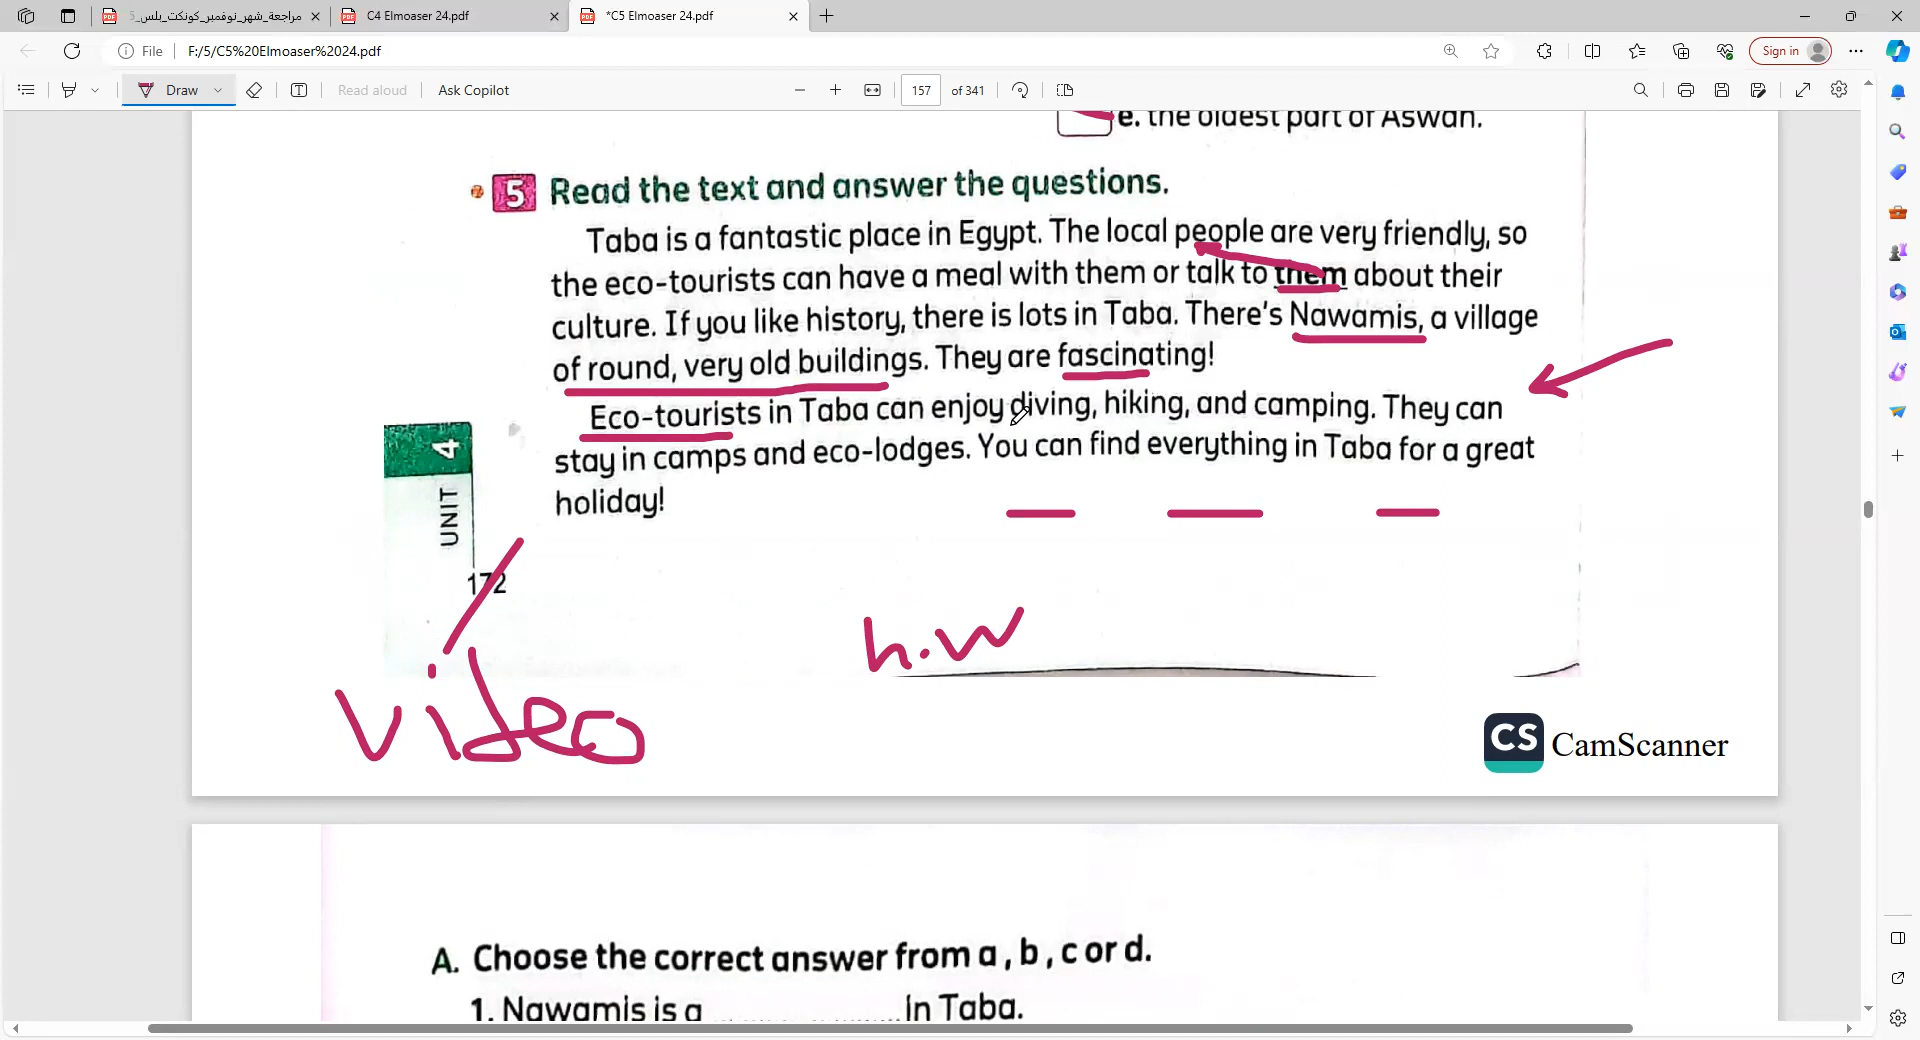 مراجعة_شهر_نوفمبر_كونكت_بلس_5
C4 Elmoaser 24.pdf
*C5 Elmoaser 24.pdf
File
F:/5/C5%20Elmoaser%2024.pdf
Sign in
Draw
Read aloud
Ask Copilot
157 of 341
e. the oldest part of Aswan.
5 Read the text and answer the questions.
Taba is a fantastic place in Egypt. The local people are very friendly, so
the eco-tourists can have a meal with them or talk to them about their
culture. If you like history, there is lots in Taba. There's Nawamis, a village
of round, very old buildings. They are fascinating!
Eco-tourists in Taba can enjoy diving, hiking, and camping. They can
stay in camps and eco-lodges. You can find everything in Taba for a great
holiday!
UNIT 4
172
h.w
video
CS CamScanner
A. Choose the correct answer from a , b , c or d.
1. Nawamis is a .................... in Taba.